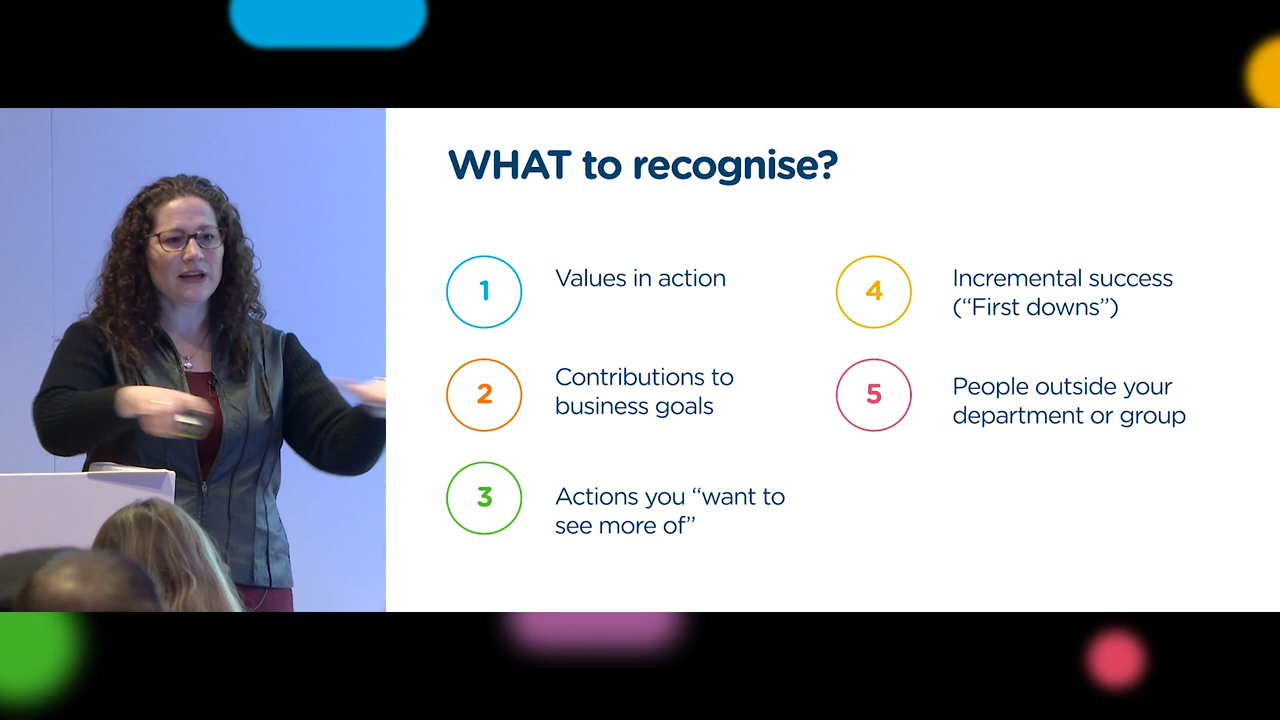 WHAT to recognise?
1
Values in action
2
Contributions to
business goals
3
Actions you “want to
see more of”
4
Incremental success
(“First downs”)
5
People outside your
department or group